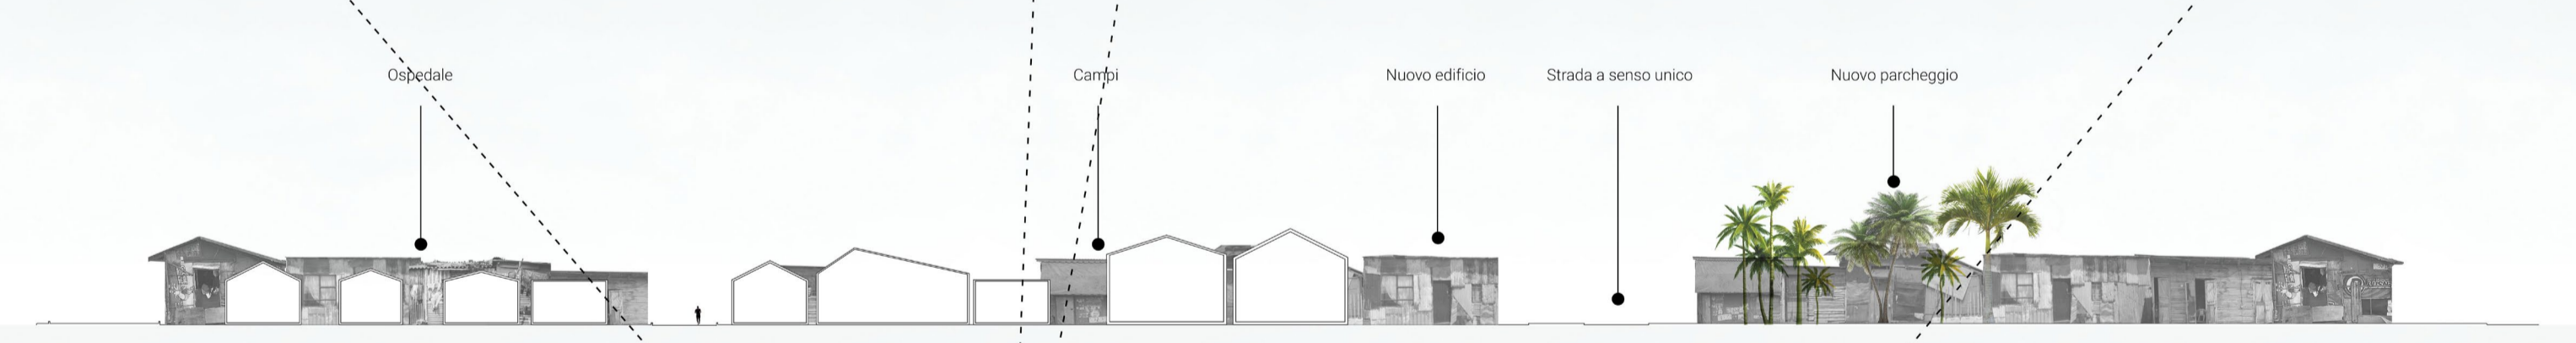 Ospedale
Campi
Nuovo edificio
Strada a senso unico
Nuovo parcheggio